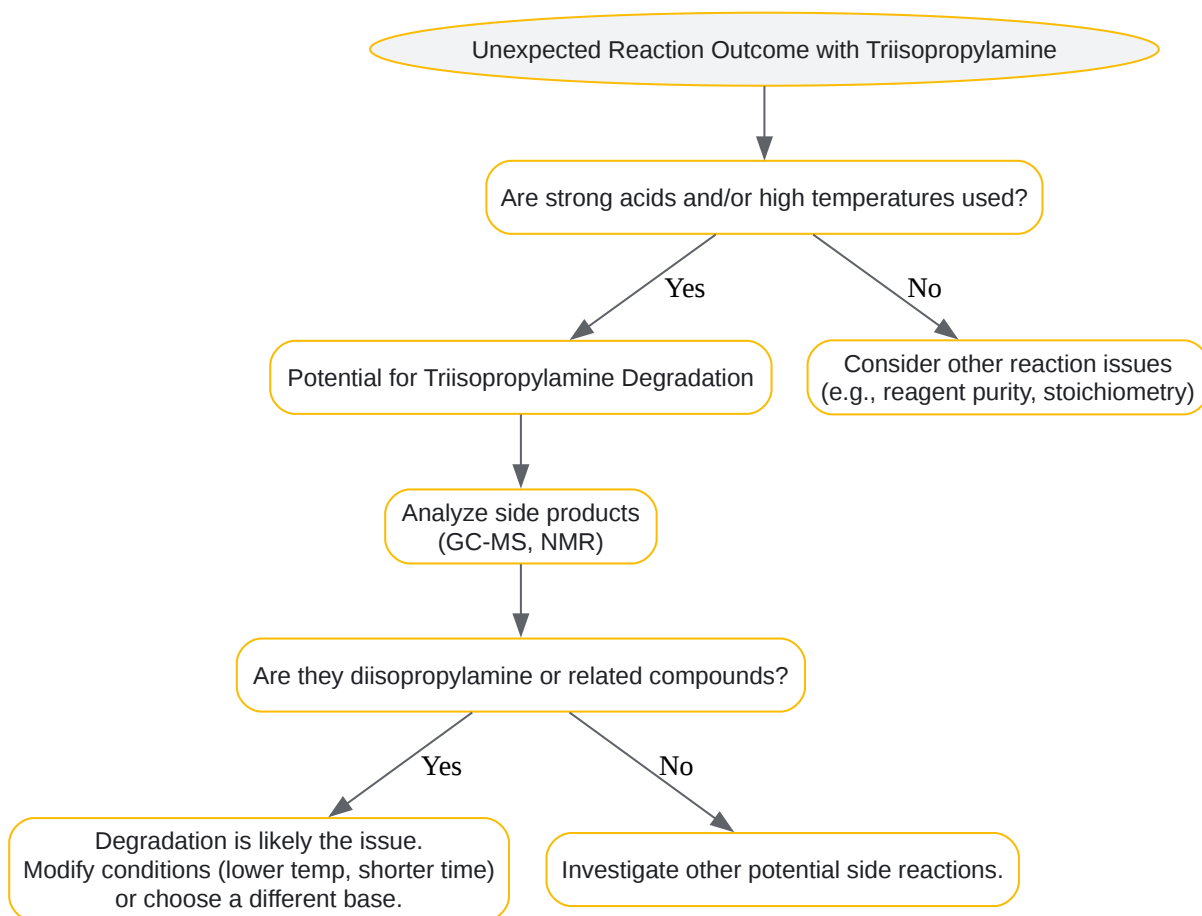 Unexpected Reaction Outcome with Triisopropylamine
Are strong acids and/or high temperatures used?
Yes
No
Potential for Triisopropylamine Degradation
Consider other reaction issues
(e.g., reagent purity, stoichiometry)
Analyze side products
(GC-MS, NMR)
Are they diisopropylamine or related compounds?
Yes
No
Degradation is likely the issue.
Modify conditions (lower temp, shorter time)
or choose a different base.
Investigate other potential side reactions.